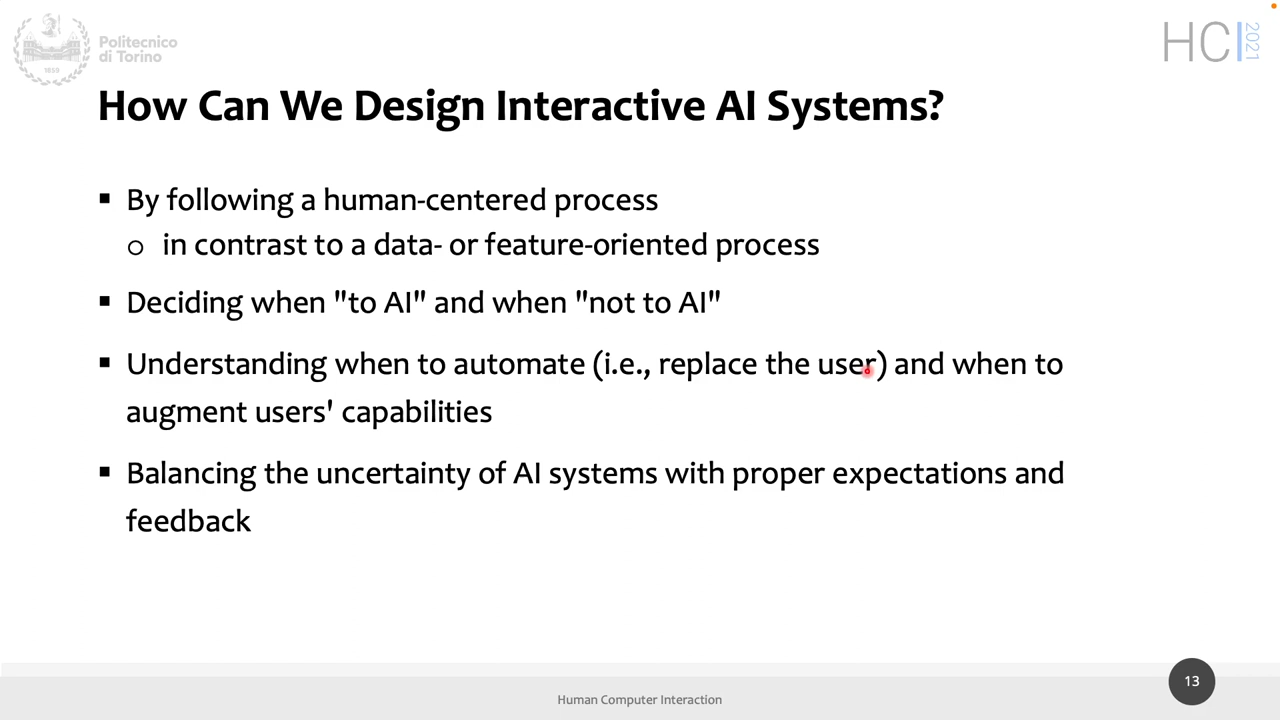 Politecnico
di Torino
1859
HCI
2021
How Can We Design Interactive AI Systems?
▪ By following a human-centered process
o in contrast to a data- or feature-oriented process
▪ Deciding when "to AI" and when "not to AI"
▪ Understanding when to automate (i.e., replace the user) and when to
augment users' capabilities
▪ Balancing the uncertainty of AI systems with proper expectations and
feedback
Human Computer Interaction
13